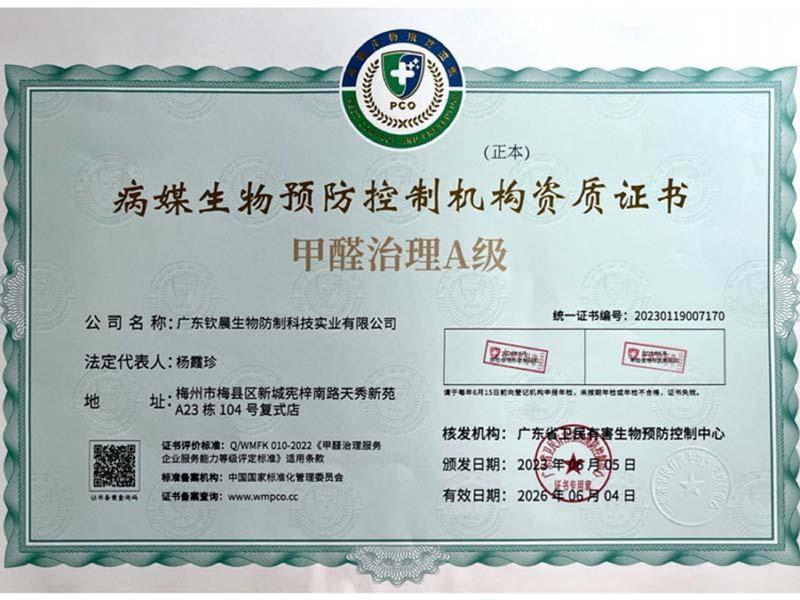 PCO
(正本)
病媒生物预防控制机构资质证书
甲醛治理A级
公司名称：广东钦晨生物防制科技实业有限公司
法定代表人：杨霞珍
地址：梅州市梅县区新城宪梓南路天秀新苑
A23栋104号复式店
证书备案查询码
证书评价标准：Q/WMFK 010-2022《甲醛治理服务
企业服务能力等级评定标准》适用条款
标准备案机构：中国国家标准化管理委员会
证书备案查询：www.wmpco.cc
统一证书编号：20230119007170
请于每年6月15日前向登记机构申报年检，未按期年检或年检不合格，证书失效。
核发机构：广东省卫民有害生物预防控制中心
颁发日期：2023年06月05日
有效日期：2026年06月04日
证书专用章